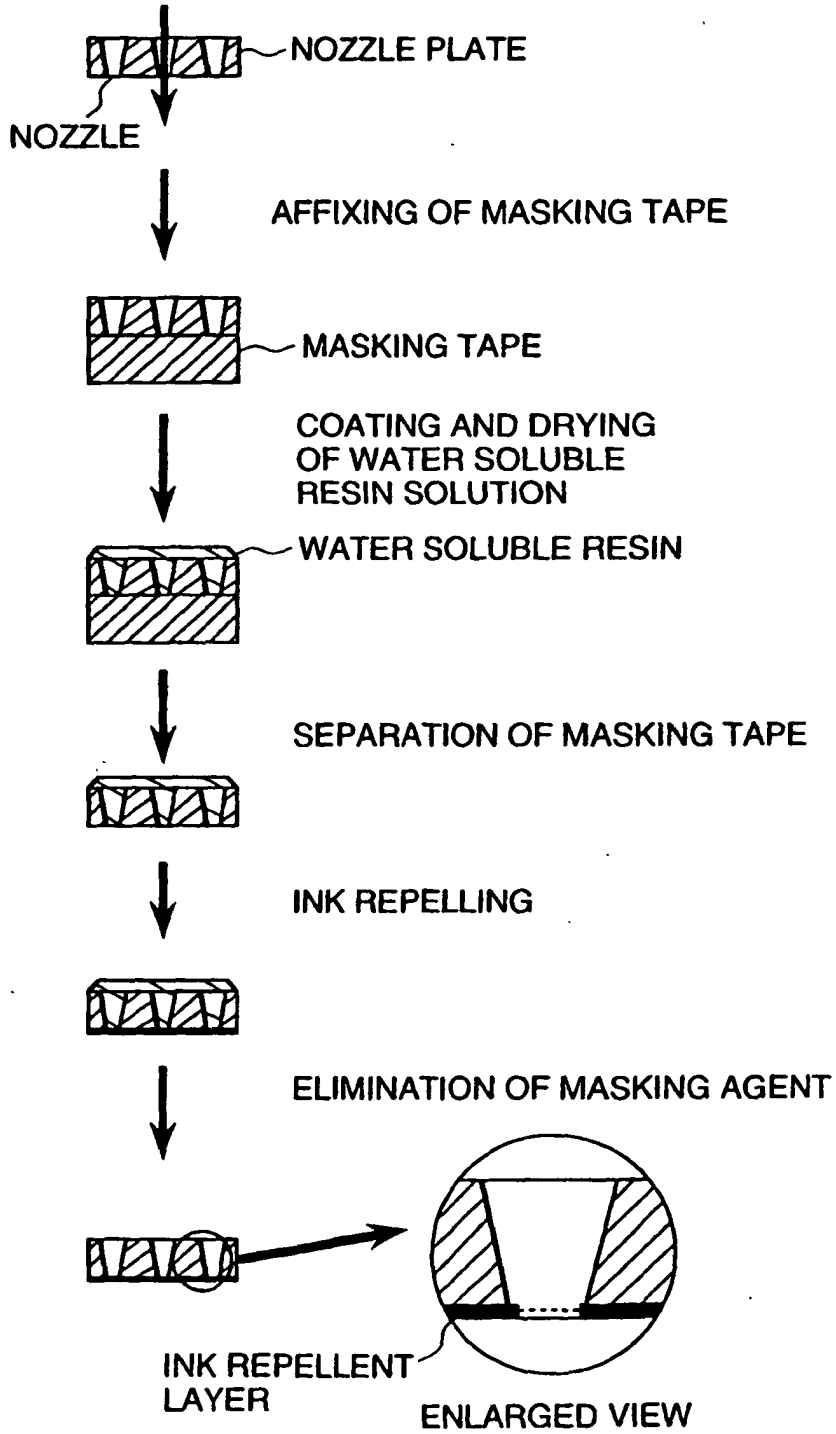 NOZZLE PLATE
NOZZLE
AFFIXING OF MASKING TAPE
MASKING TAPE
COATING AND DRYING
OF WATER SOLUBLE
RESIN SOLUTION
WATER SOLUBLE RESIN
SEPARATION OF MASKING TAPE
INK REPELLING
ELIMINATION OF MASKING AGENT
INK REPELLENT
LAYER
ENLARGED VIEW